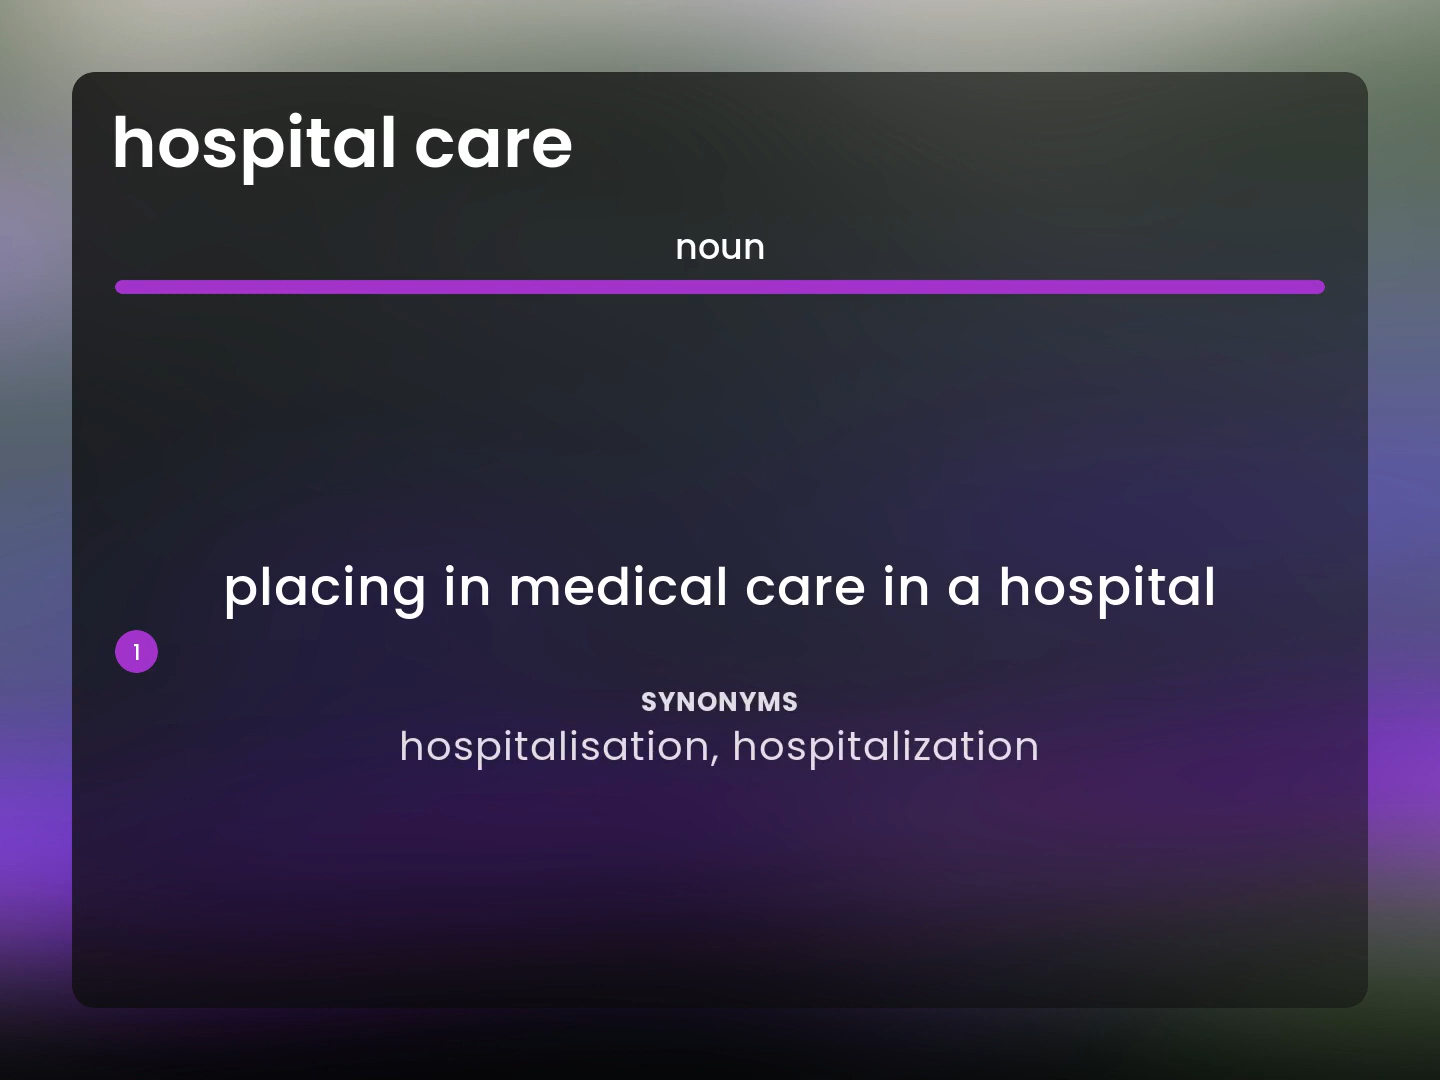 hospital care
noun
placing in medical care in a hospital
1
SYNONYMS
hospitalisation, hospitalization